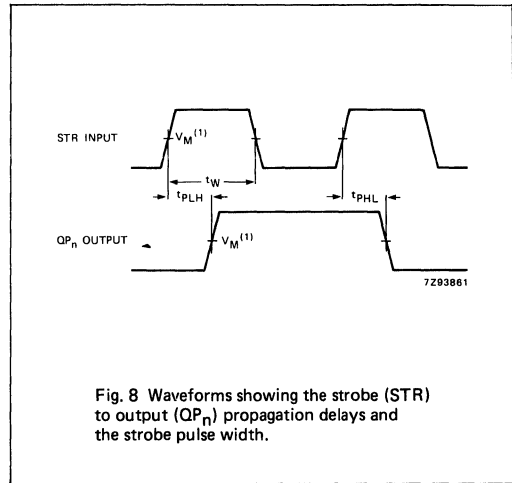 STR INPUT
V_M(1)
t_W
t_PLH
t_PHL
QP_n OUTPUT
V_M(1)
7Z93861
Fig. 8 Waveforms showing the strobe (STR)
to output (QP_n) propagation delays and
the strobe pulse width.